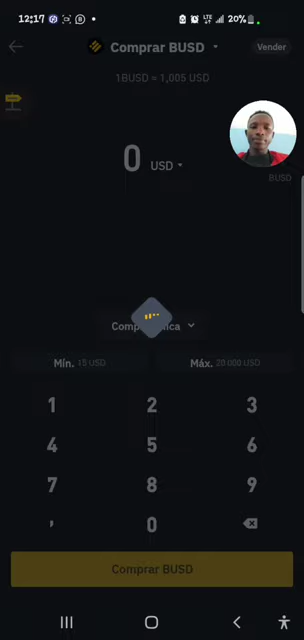 12:17 LTE 20%
Comprar BUSD Vender
1BUSD ≈ 1,005 USD
0 USD
BUSD
Mín. 15 USD Máx. 20.000 USD
1 2 3
4 5 6
7 8 9
, 0
Comprar BUSD